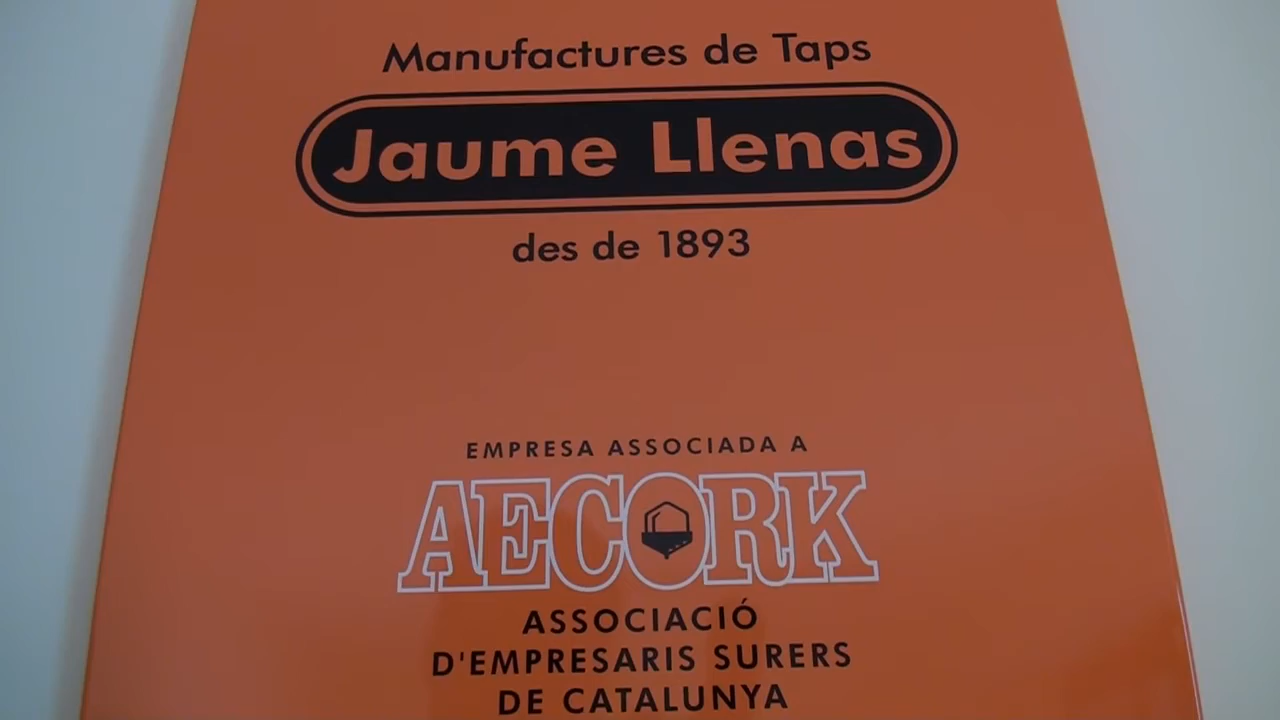 Manufactures de Taps
Jaume Llenas
des de 1893
EMPRESA ASSOCIADA A
AECORK
ASSOCIACIÓ
D'EMPRESARIS SURERS
DE CATALUNYA